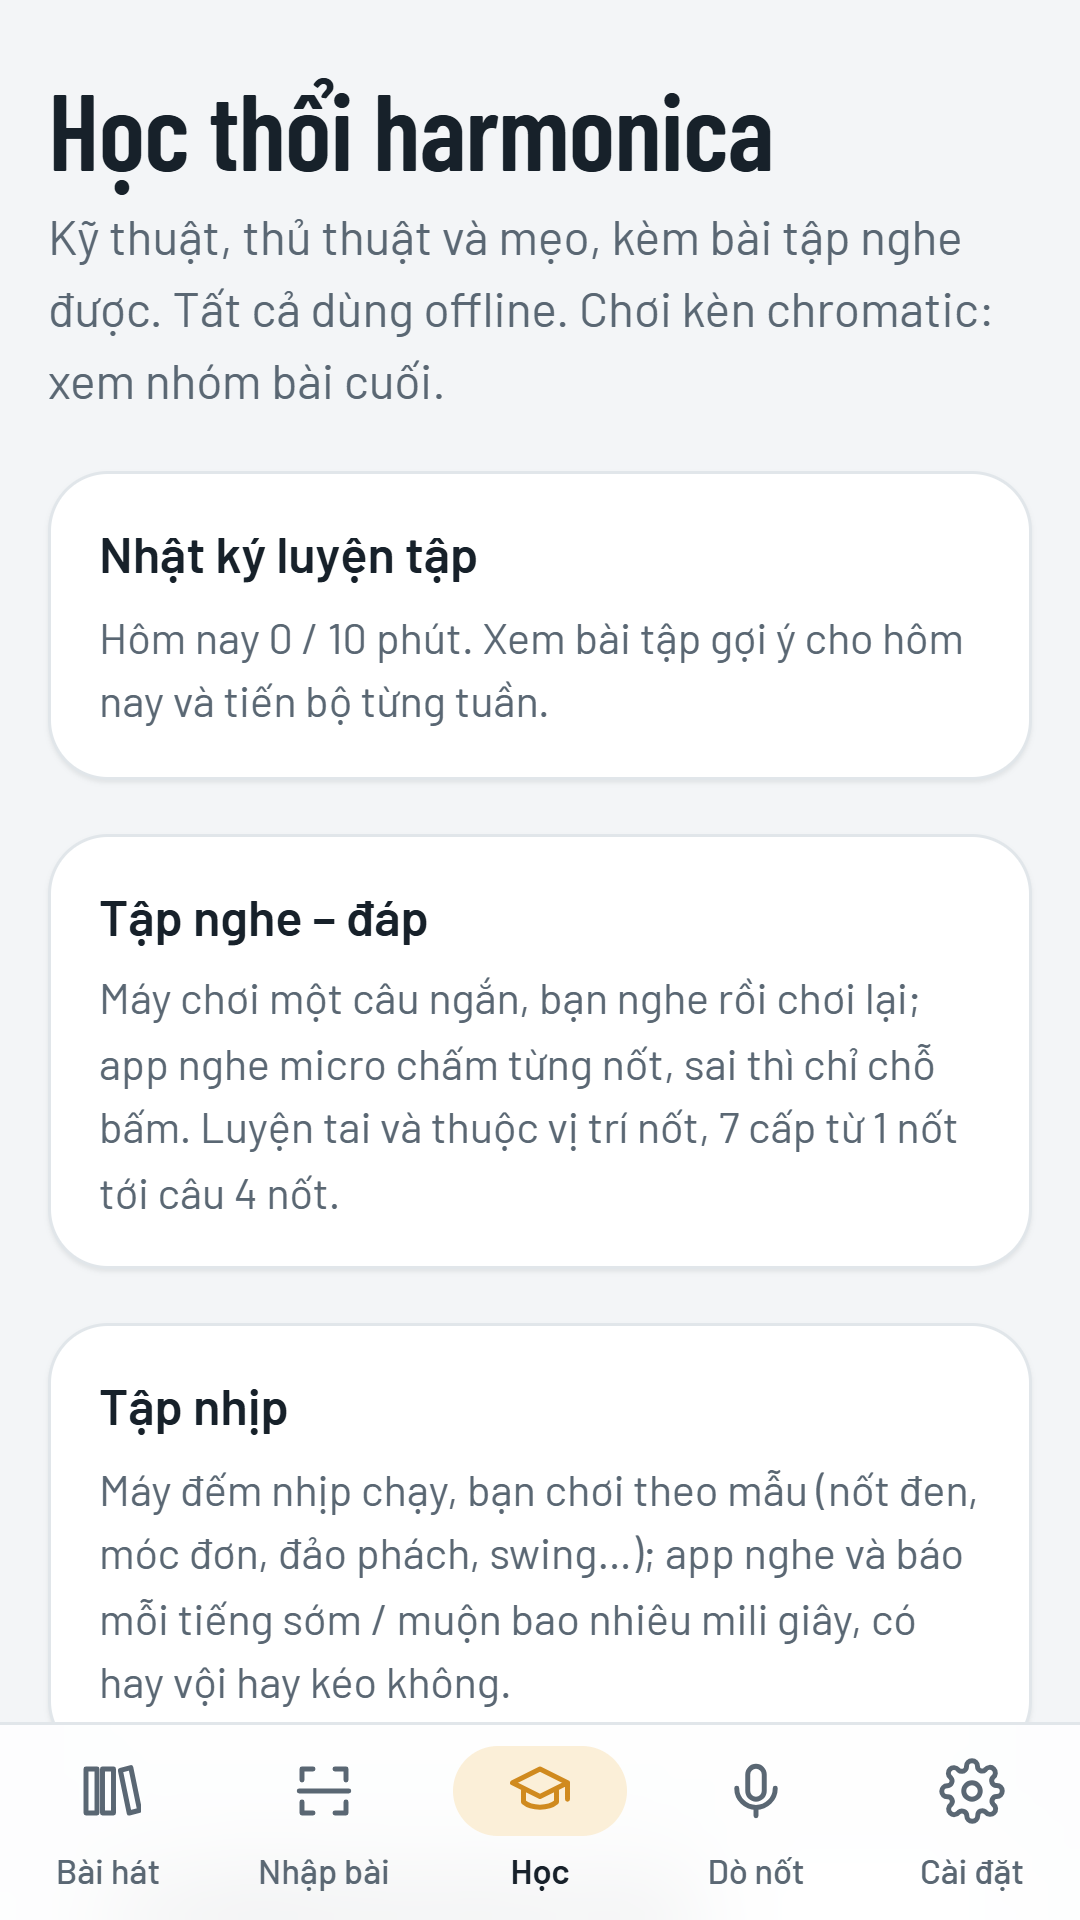 Học thổi harmonica
Kỹ thuật, thủ thuật và mẹo, kèm bài tập nghe
được. Tất cả dùng offline. Chơi kèn chromatic:
xem nhóm bài cuối.
Nhật ký luyện tập
Hôm nay 0 / 10 phút. Xem bài tập gợi ý cho hôm
nay và tiến bộ từng tuần.
Tập nghe – đáp
Máy chơi một câu ngắn, bạn nghe rồi chơi lại;
app nghe micro chấm từng nốt, sai thì chỉ chỗ
bấm. Luyện tai và thuộc vị trí nốt, 7 cấp từ 1 nốt
tới câu 4 nốt.
Tập nhịp
Máy đếm nhịp chạy, bạn chơi theo mẫu (nốt đen,
móc đơn, đảo phách, swing...); app nghe và báo
mỗi tiếng sớm / muộn bao nhiêu mili giây, có
hay vội hay kéo không.
Bài hát
Nhập bài
Học
Dò nốt
Cài đặt